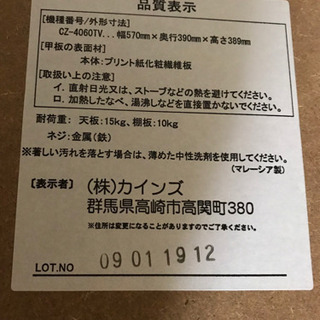 品質表示
[機種番号/外形寸法]
CZ-4060TV...幅570mm×奥行390mm×高さ389mm
[甲板の表面材]
本体:プリント紙化粧繊維板
[取扱い上の注意]
イ.直射日光又は、ストーブなどの熱を避けてください。
ロ.加熱したなべ、湯沸しなどを直接置かないでください。
耐荷重: 天板:15kg、棚板:10kg
ネジ:金属(鉄)
※著しい汚れを落とす場合は、薄めた中性洗剤を使用してください。
(マレーシア製)
[表示者] (株)カインズ
群馬県高崎市高関町380
※住所は変更になることがありますのでご了承ください。
LOT.NO 09 01 19 12